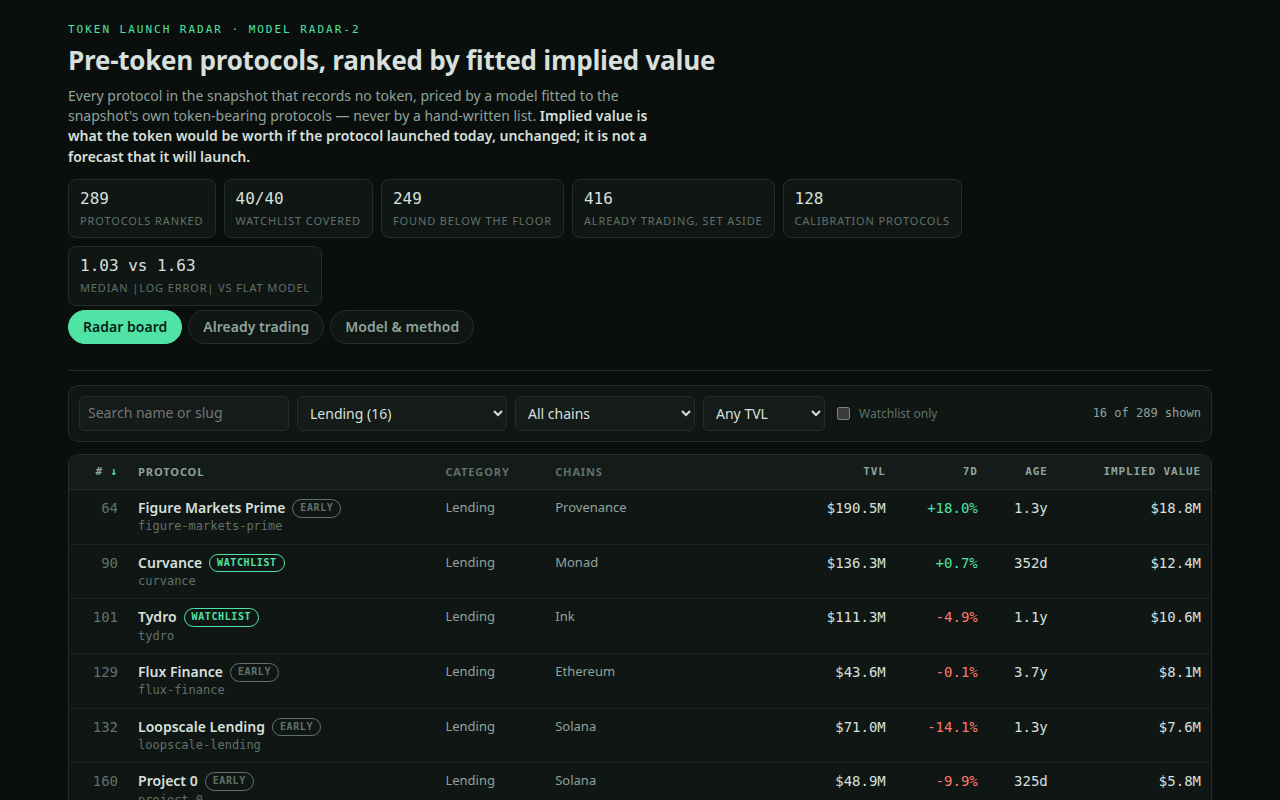 TOKEN LAUNCH RADAR · MODEL RADAR-2
Pre-token protocols, ranked by fitted implied value
Every protocol in the snapshot that records no token, priced by a model fitted to the
snapshot's own token-bearing protocols — never by a hand-written list. Implied value is
what the token would be worth if the protocol launched today, unchanged; it is not a
forecast that it will launch.
289 40/40 249 416 128
PROTOCOLS RANKED WATCHLIST COVERED FOUND BELOW THE FLOOR ALREADY TRADING, SET ASIDE CALIBRATION PROTOCOLS
1.03 vs 1.63
MEDIAN |LOG ERROR| VS FLAT MODEL
Radar board Already trading Model & method
Search name or slug Lending (16) All chains Any TVL Watchlist only 16 of 289 shown
# ↓ PROTOCOL CATEGORY CHAINS TVL 7D AGE IMPLIED VALUE
64 Figure Markets Prime EARLY Lending Provenance $190.5M +18.0% 1.3y $18.8M
figure-markets-prime
90 Curvance WATCHLIST Lending Monad $136.3M +0.7% 352d $12.4M
curvance
101 Tydro WATCHLIST Lending Ink $111.3M -4.9% 1.1y $10.6M
tydro
129 Flux Finance EARLY Lending Ethereum $43.6M -0.1% 3.7y $8.1M
flux-finance
132 Loopscale Lending EARLY Lending Solana $71.0M -14.1% 1.3y $7.6M
loopscale-lending
160 Project 0 EARLY Lending Solana $48.9M -9.9% 325d $5.8M
project-0